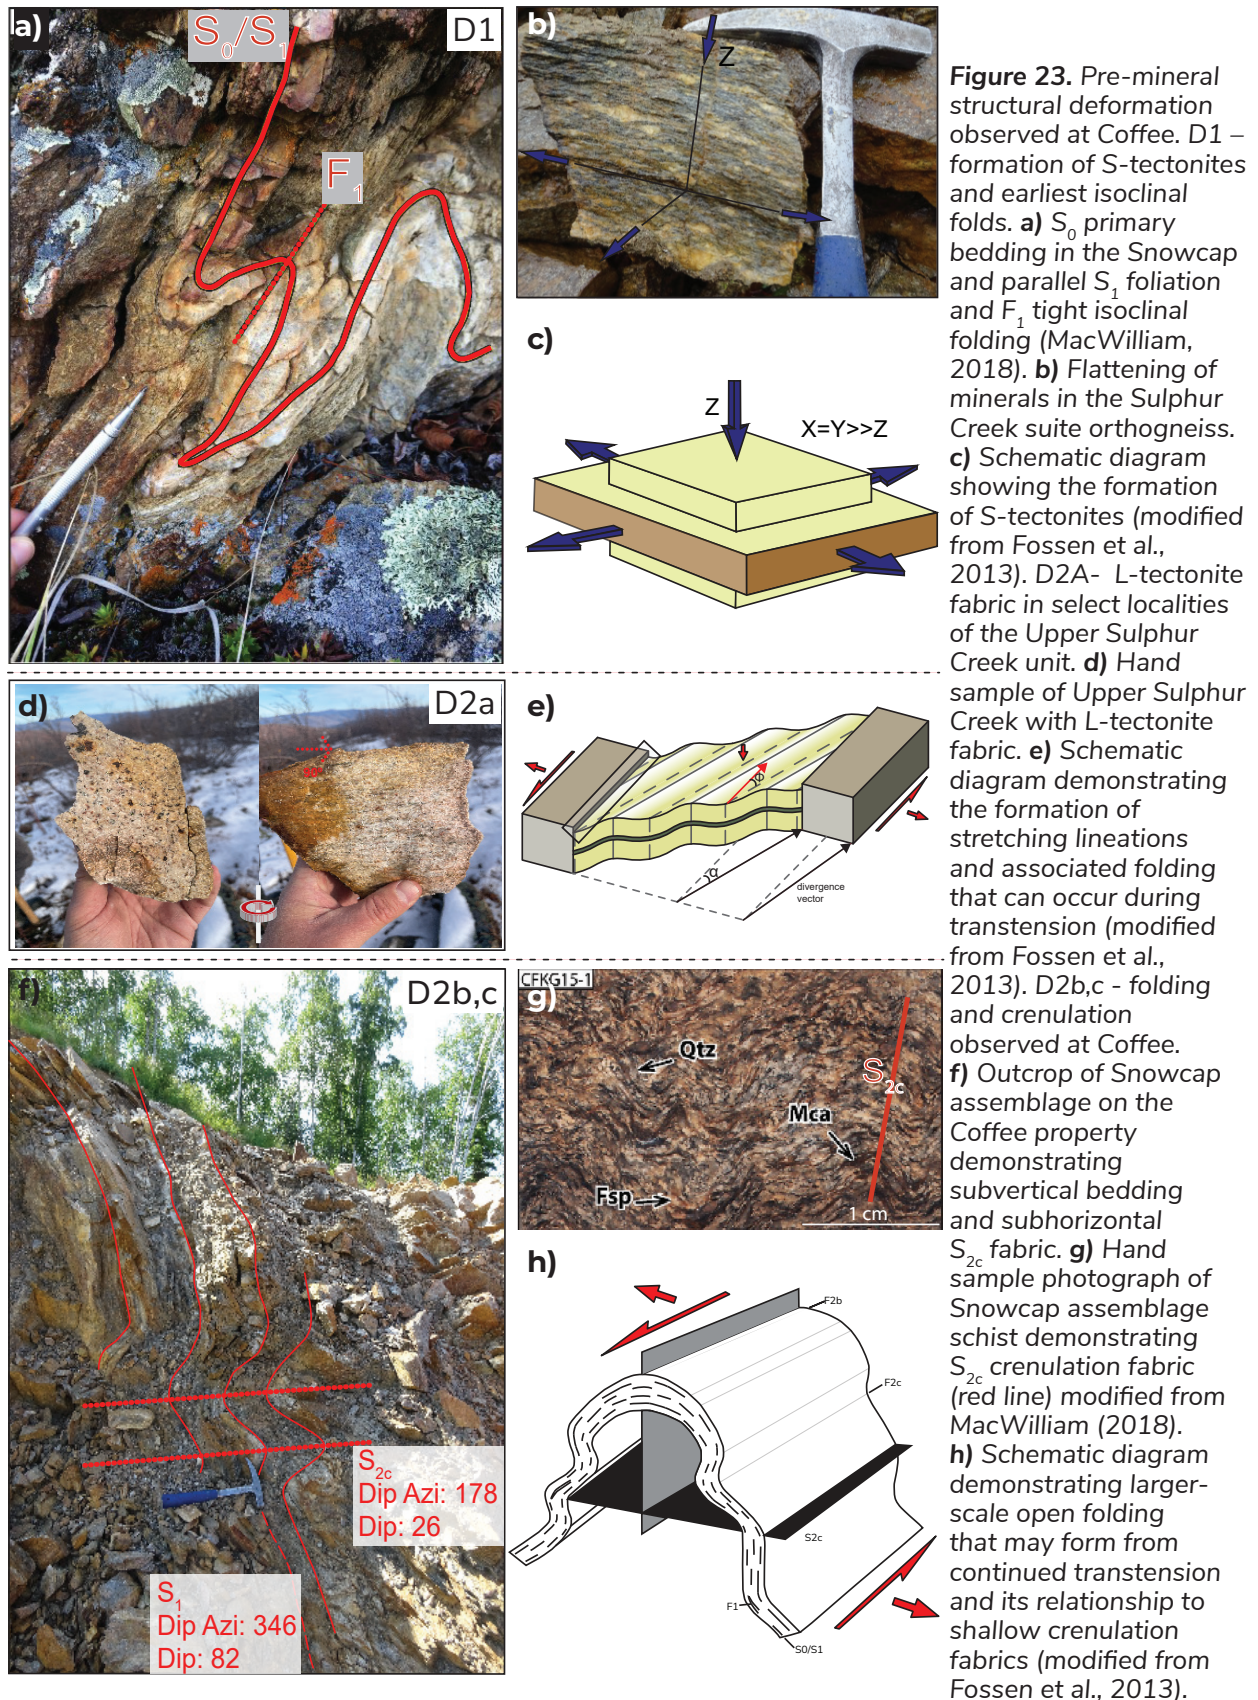 a)
S0/S1
D1
F1
b)
Z
c)
Z
X=Y>>Z
d)
D2a
e)
Φ
α
divergence
vector
f)
D2b,c
S2c
Dip Azi: 178
Dip: 26
S1
Dip Azi: 346
Dip: 82
CFKG15-1
g)
Qtz
S2c
Mca
Fsp
1 cm
h)
F2b
F2c
S2c
F1
S0/S1
Figure 23. Pre-mineral
structural deformation
observed at Coffee. D1 –
formation of S-tectonites
and earliest isoclinal
folds. a) S0 primary
bedding in the Snowcap
and parallel S1 foliation
and F1 tight isoclinal
folding (MacWilliam,
2018). b) Flattening of
minerals in the Sulphur
Creek suite orthogneiss.
c) Schematic diagram
showing the formation
of S-tectonites (modified
from Fossen et al.,
2013). D2A- L-tectonite
fabric in select localities
of the Upper Sulphur
Creek unit. d) Hand
sample of Upper Sulphur
Creek with L-tectonite
fabric. e) Schematic
diagram demonstrating
the formation of
stretching lineations
and associated folding
that can occur during
transtension (modified
from Fossen et al.,
2013). D2b,c - folding
and crenulation
observed at Coffee.
f) Outcrop of Snowcap
assemblage on the
Coffee property
demonstrating
subvertical bedding
and subhorizontal
S2c fabric. g) Hand
sample photograph of
Snowcap assemblage
schist demonstrating
S2c crenulation fabric
(red line) modified from
MacWilliam (2018).
h) Schematic diagram
demonstrating larger-
scale open folding
that may form from
continued transtension
and its relationship to
shallow crenulation
fabrics (modified from
Fossen et al., 2013).